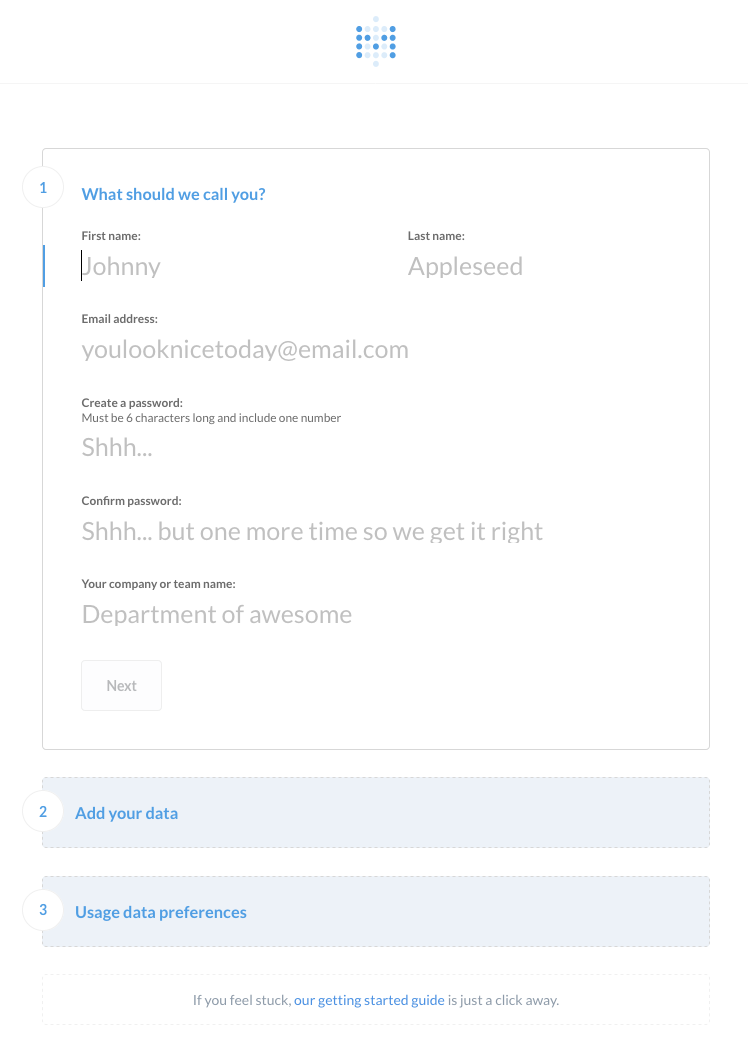 1
What should we call you?
First name: Last name:
Johnny Appleseed
Email address:
youlooknicetoday@email.com
Create a password:
Must be 6 characters long and include one number
Shhh...
Confirm password:
Shhh... but one more time so we get it right
Your company or team name:
Department of awesome
Next
2 Add your data
3 Usage data preferences
If you feel stuck, our getting started guide is just a click away.